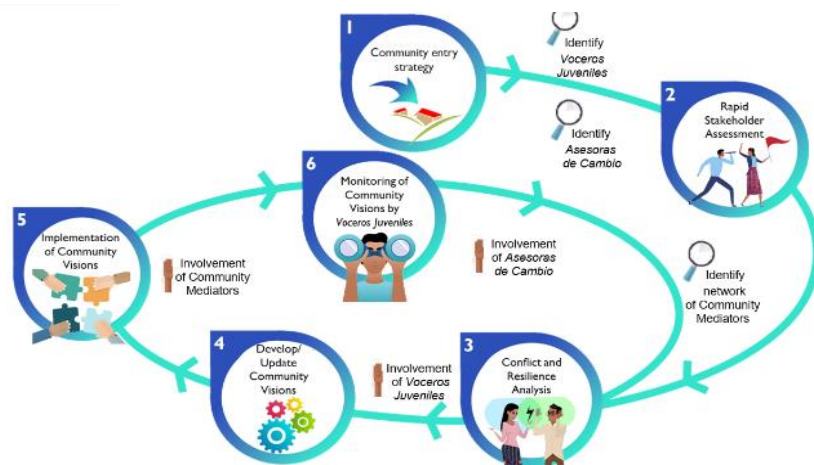 1
Community entry
strategy
Identify
Voceros
Juveniles
Identify
Asesoras
de Cambio
2
Rapid
Stakeholder
Assessment
Identify
network
of Community
Mediators
3
Conflict and
Resilience
Analysis
Involvement
of Voceros
Juveniles
4
Develop/
Update
Community
Visions
5
Implementation
of Community
Visions
Involvement
of Community
Mediators
6
Monitoring of
Community
Visions by
Voceros Juveniles
Involvement
of Asesoras
de Cambio